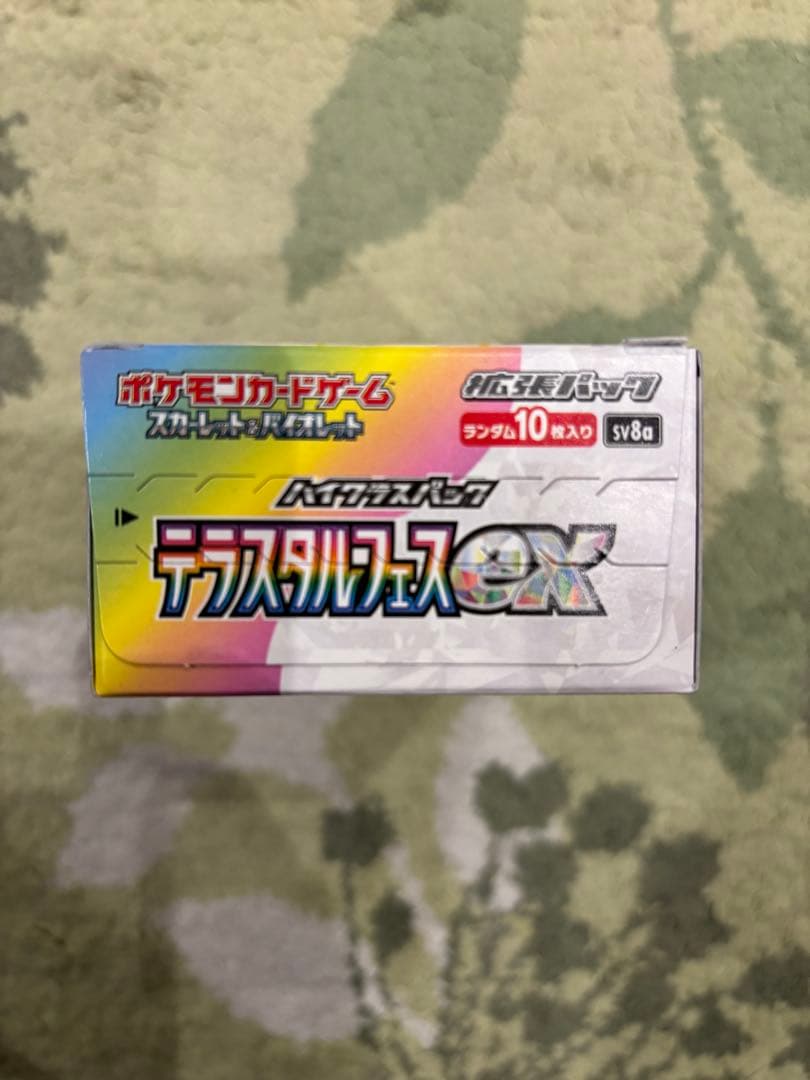 ポケモンカードゲーム
スカーレット&バイオレット
拡張パック
ランダム10枚入り
SV8a
ハイクラスパック
テラスタルフェスex